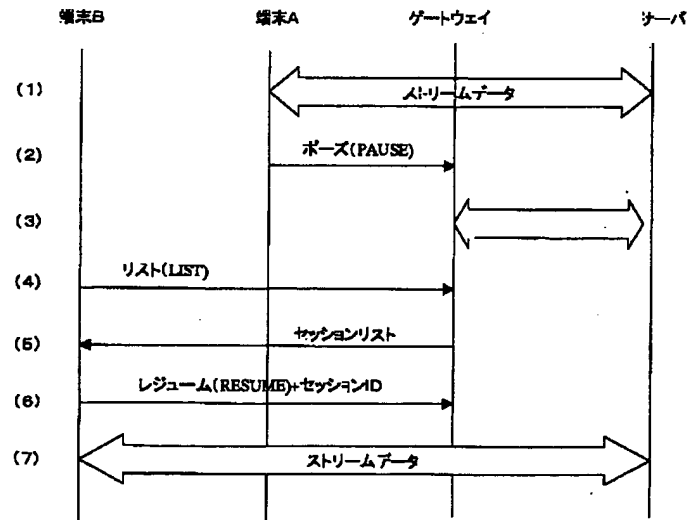 端末B 端末A ゲートウェイ サーバ
(1) ストリームデータ
(2) ポーズ(PAUSE)
(3)
(4) リスト(LIST)
(5) セッションリスト
(6) レジューム(RESUME)+セッションID
(7) ストリームデータ